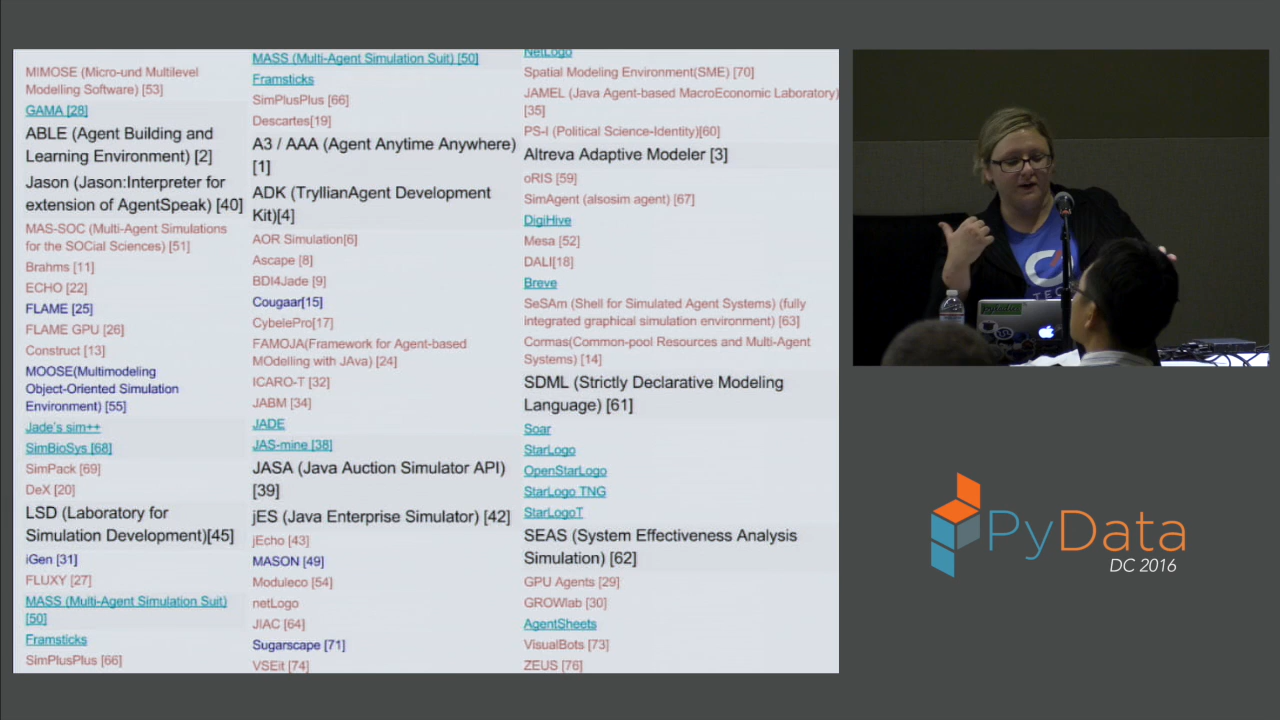 MIMOSE (Micro-und Multilevel
Modelling Software) [53]
GAMA [28]
ABLE (Agent Building and
Learning Environment) [2]
Jason (Jason:Interpreter for
extension of AgentSpeak) [40]
MAS-SOC (Multi-Agent Simulations
for the SOCial Sciences) [51]
Brahms [11]
ECHO [22]
FLAME [25]
FLAME GPU [26]
Construct [13]
MOOSE(Multimodeling
Object-Oriented Simulation
Environment) [55]
Jade's sim++
SimBioSys [68]
SimPack [69]
DeX [20]
LSD (Laboratory for
Simulation Development)[45]
iGen [31]
FLUXY [27]
MASS (Multi-Agent Simulation Suit)
[50]
Framsticks
SimPlusPlus [66]
MASS (Multi-Agent Simulation Suit) [50]
Framsticks
SimPlusPlus [66]
Descartes[19]
A3 / AAA (Agent Anytime Anywhere)
[1]
ADK (TryllianAgent Development
Kit)[4]
AOR Simulation[6]
Ascape [8]
BDI4Jade [9]
Cougaar[15]
CybelePro[17]
FAMOJA(Framework for Agent-based
MOdelling with JAva) [24]
ICARO-T [32]
JABM [34]
JADE
JAS-mine [38]
JASA (Java Auction Simulator API)
[39]
jES (Java Enterprise Simulator) [42]
jEcho [43]
MASON [49]
Moduleco [54]
netLogo
JIAC [64]
Sugarscape [71]
VSEit [74]
NetLogo
Spatial Modeling Environment(SME) [70]
JAMEL (Java Agent-based MacroEconomic Laboratory)
[35]
PS-I (Political Science-Identity)[60]
Altreva Adaptive Modeler [3]
oRIS [59]
SimAgent (alsosim agent) [67]
DigiHive
Mesa [52]
DALI[18]
Breve
SeSAm (Shell for Simulated Agent Systems) (fully
integrated graphical simulation environment) [63]
Cormas(Common-pool Resources and Multi-Agent
Systems) [14]
SDML (Strictly Declarative Modeling
Language) [61]
Soar
StarLogo
OpenStarLogo
StarLogo TNG
StarLogoT
SEAS (System Effectiveness Analysis
Simulation) [62]
GPU Agents [29]
GROWlab [30]
AgentSheets
VisualBots [73]
ZEUS [76]
TEC
PyData
DC 2016